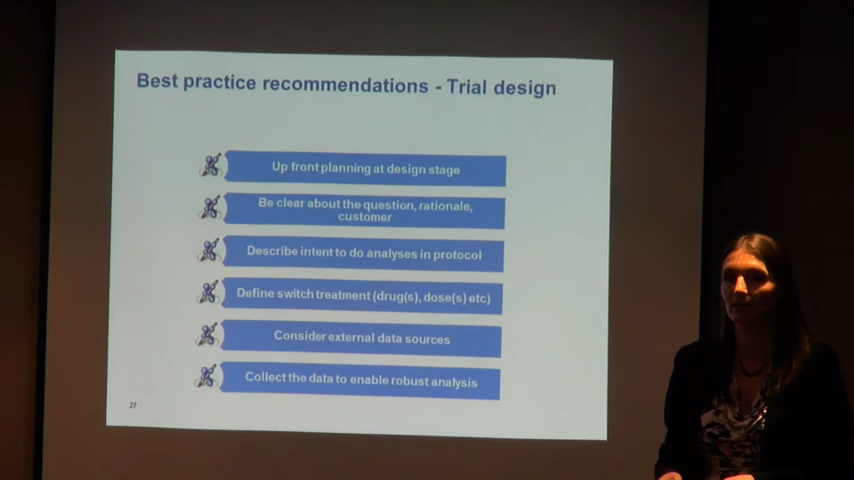 Best practice recommendations - Trial design
Up front planning at design stage
Be clear about the question, rationale,
customer
Describe intent to do analyses in protocol
Define switch treatment (drug(s), dose(s) etc)
Consider external data sources
Collect the data to enable robust analysis
27